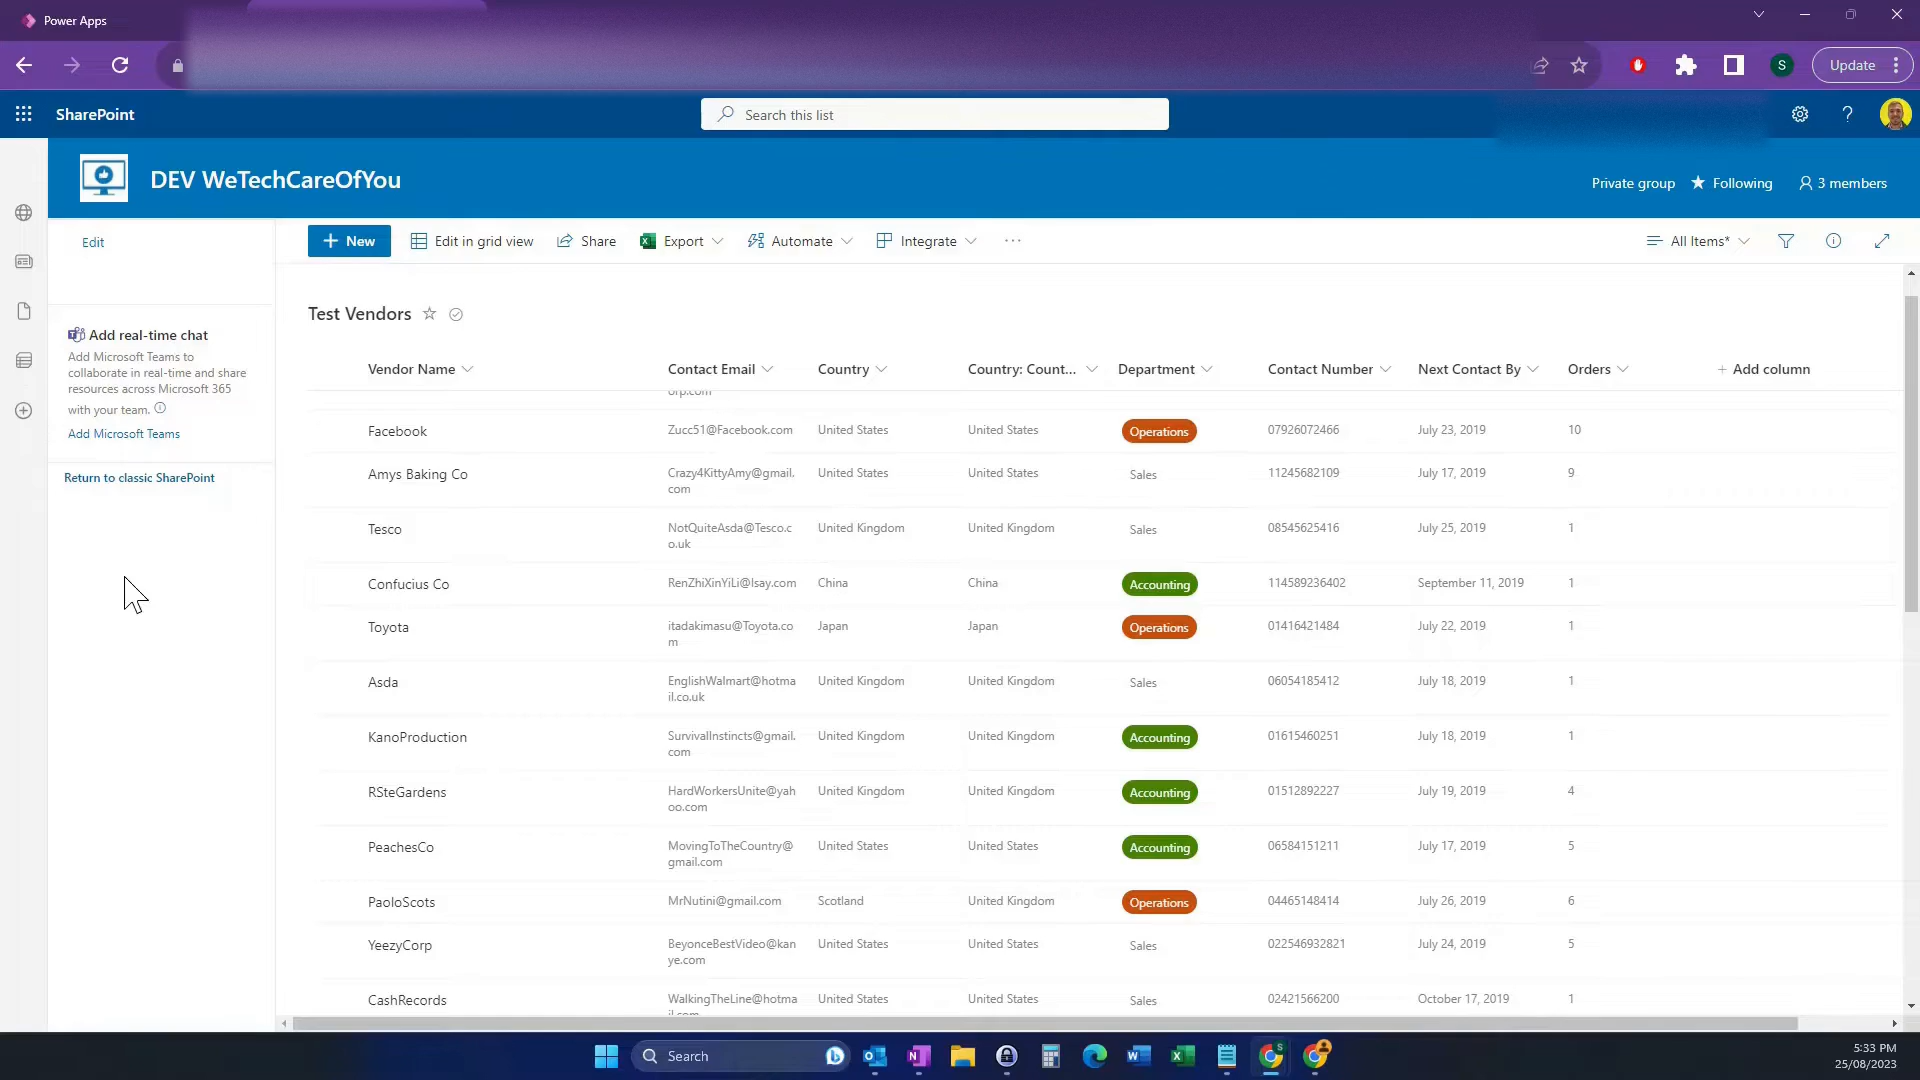 Power Apps
S
Update
SharePoint
Search this list
?
DEV WeTechCareOfYou
Private group
Following
3 members
Edit
New
Edit in grid view
Share
Export
Automate
Integrate
...
All Items*
Add real-time chat
Add Microsoft Teams to
collaborate in real-time and share
resources across Microsoft 365
with your team.
Add Microsoft Teams
Return to classic SharePoint
Test Vendors
Vendor Name Contact Email Country Country: Count... Department Contact Number Next Contact By Orders + Add column
orp.com
Facebook Zucc51@Facebook.com United States United States Operations 07926072466 July 23, 2019 10
Amys Baking Co Crazy4KittyAmy@gmail. United States United States Sales 11245682109 July 17, 2019 9
com
Tesco NotQuiteAsda@Tesco.c United Kingdom United Kingdom Sales 08545625416 July 25, 2019 1
o.uk
Confucius Co RenZhiXinYiLi@Isay.com China China Accounting 114589236402 September 11, 2019 1
Toyota itadakimasu@Toyota.co Japan Japan Operations 01416421484 July 22, 2019 1
m
Asda EnglishWalmart@hotma United Kingdom United Kingdom Sales 06054185412 July 18, 2019 1
il.co.uk
KanoProduction SurvivalInstincts@gmail. United Kingdom United Kingdom Accounting 01615460251 July 18, 2019 1
com
RSteGardens HardWorkersUnite@yah United Kingdom United Kingdom Accounting 01512892227 July 19, 2019 4
oo.com
PeachesCo MovingToTheCountry@ United States United States Accounting 06584151211 July 17, 2019 5
gmail.com
PaoloScots MrNutini@gmail.com Scotland United Kingdom Operations 04465148414 July 26, 2019 6
YeezyCorp BeyonceBestVideo@kan United States United States Sales 022546932821 July 24, 2019 5
ye.com
CashRecords WalkingTheLine@hotma United States United States Sales 02421566200 October 17, 2019 1
il.com
Search
5:33 PM
25/08/2023